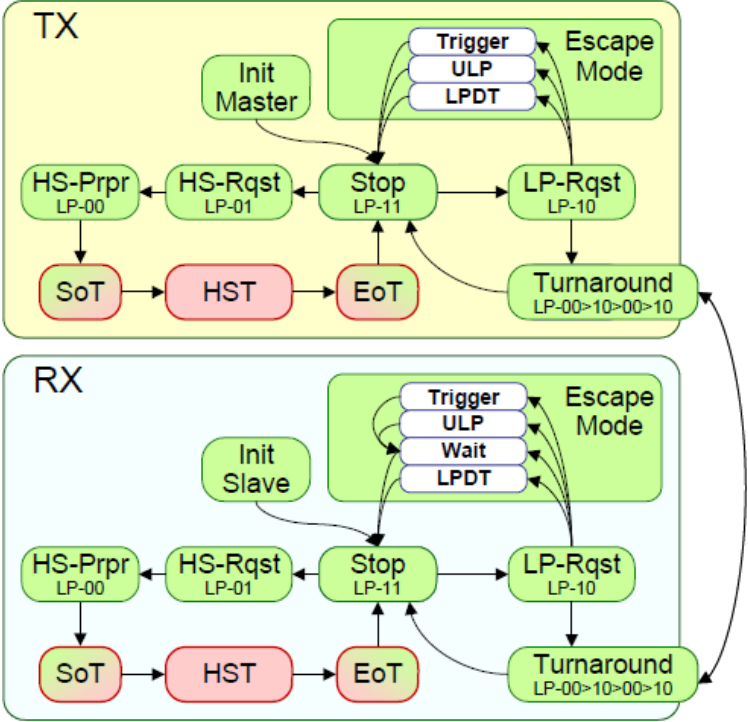 TX
Trigger
ULP
LPDT
Escape
Mode
Init
Master
HS-Prpr
LP-00
HS-Rqst
LP-01
Stop
LP-11
LP-Rqst
LP-10
SoT
HST
EoT
Turnaround
LP-00>10>00>10
RX
Trigger
ULP
Wait
LPDT
Escape
Mode
Init
Slave
HS-Prpr
LP-00
HS-Rqst
LP-01
Stop
LP-11
LP-Rqst
LP-10
SoT
HST
EoT
Turnaround
LP-00>10>00>10